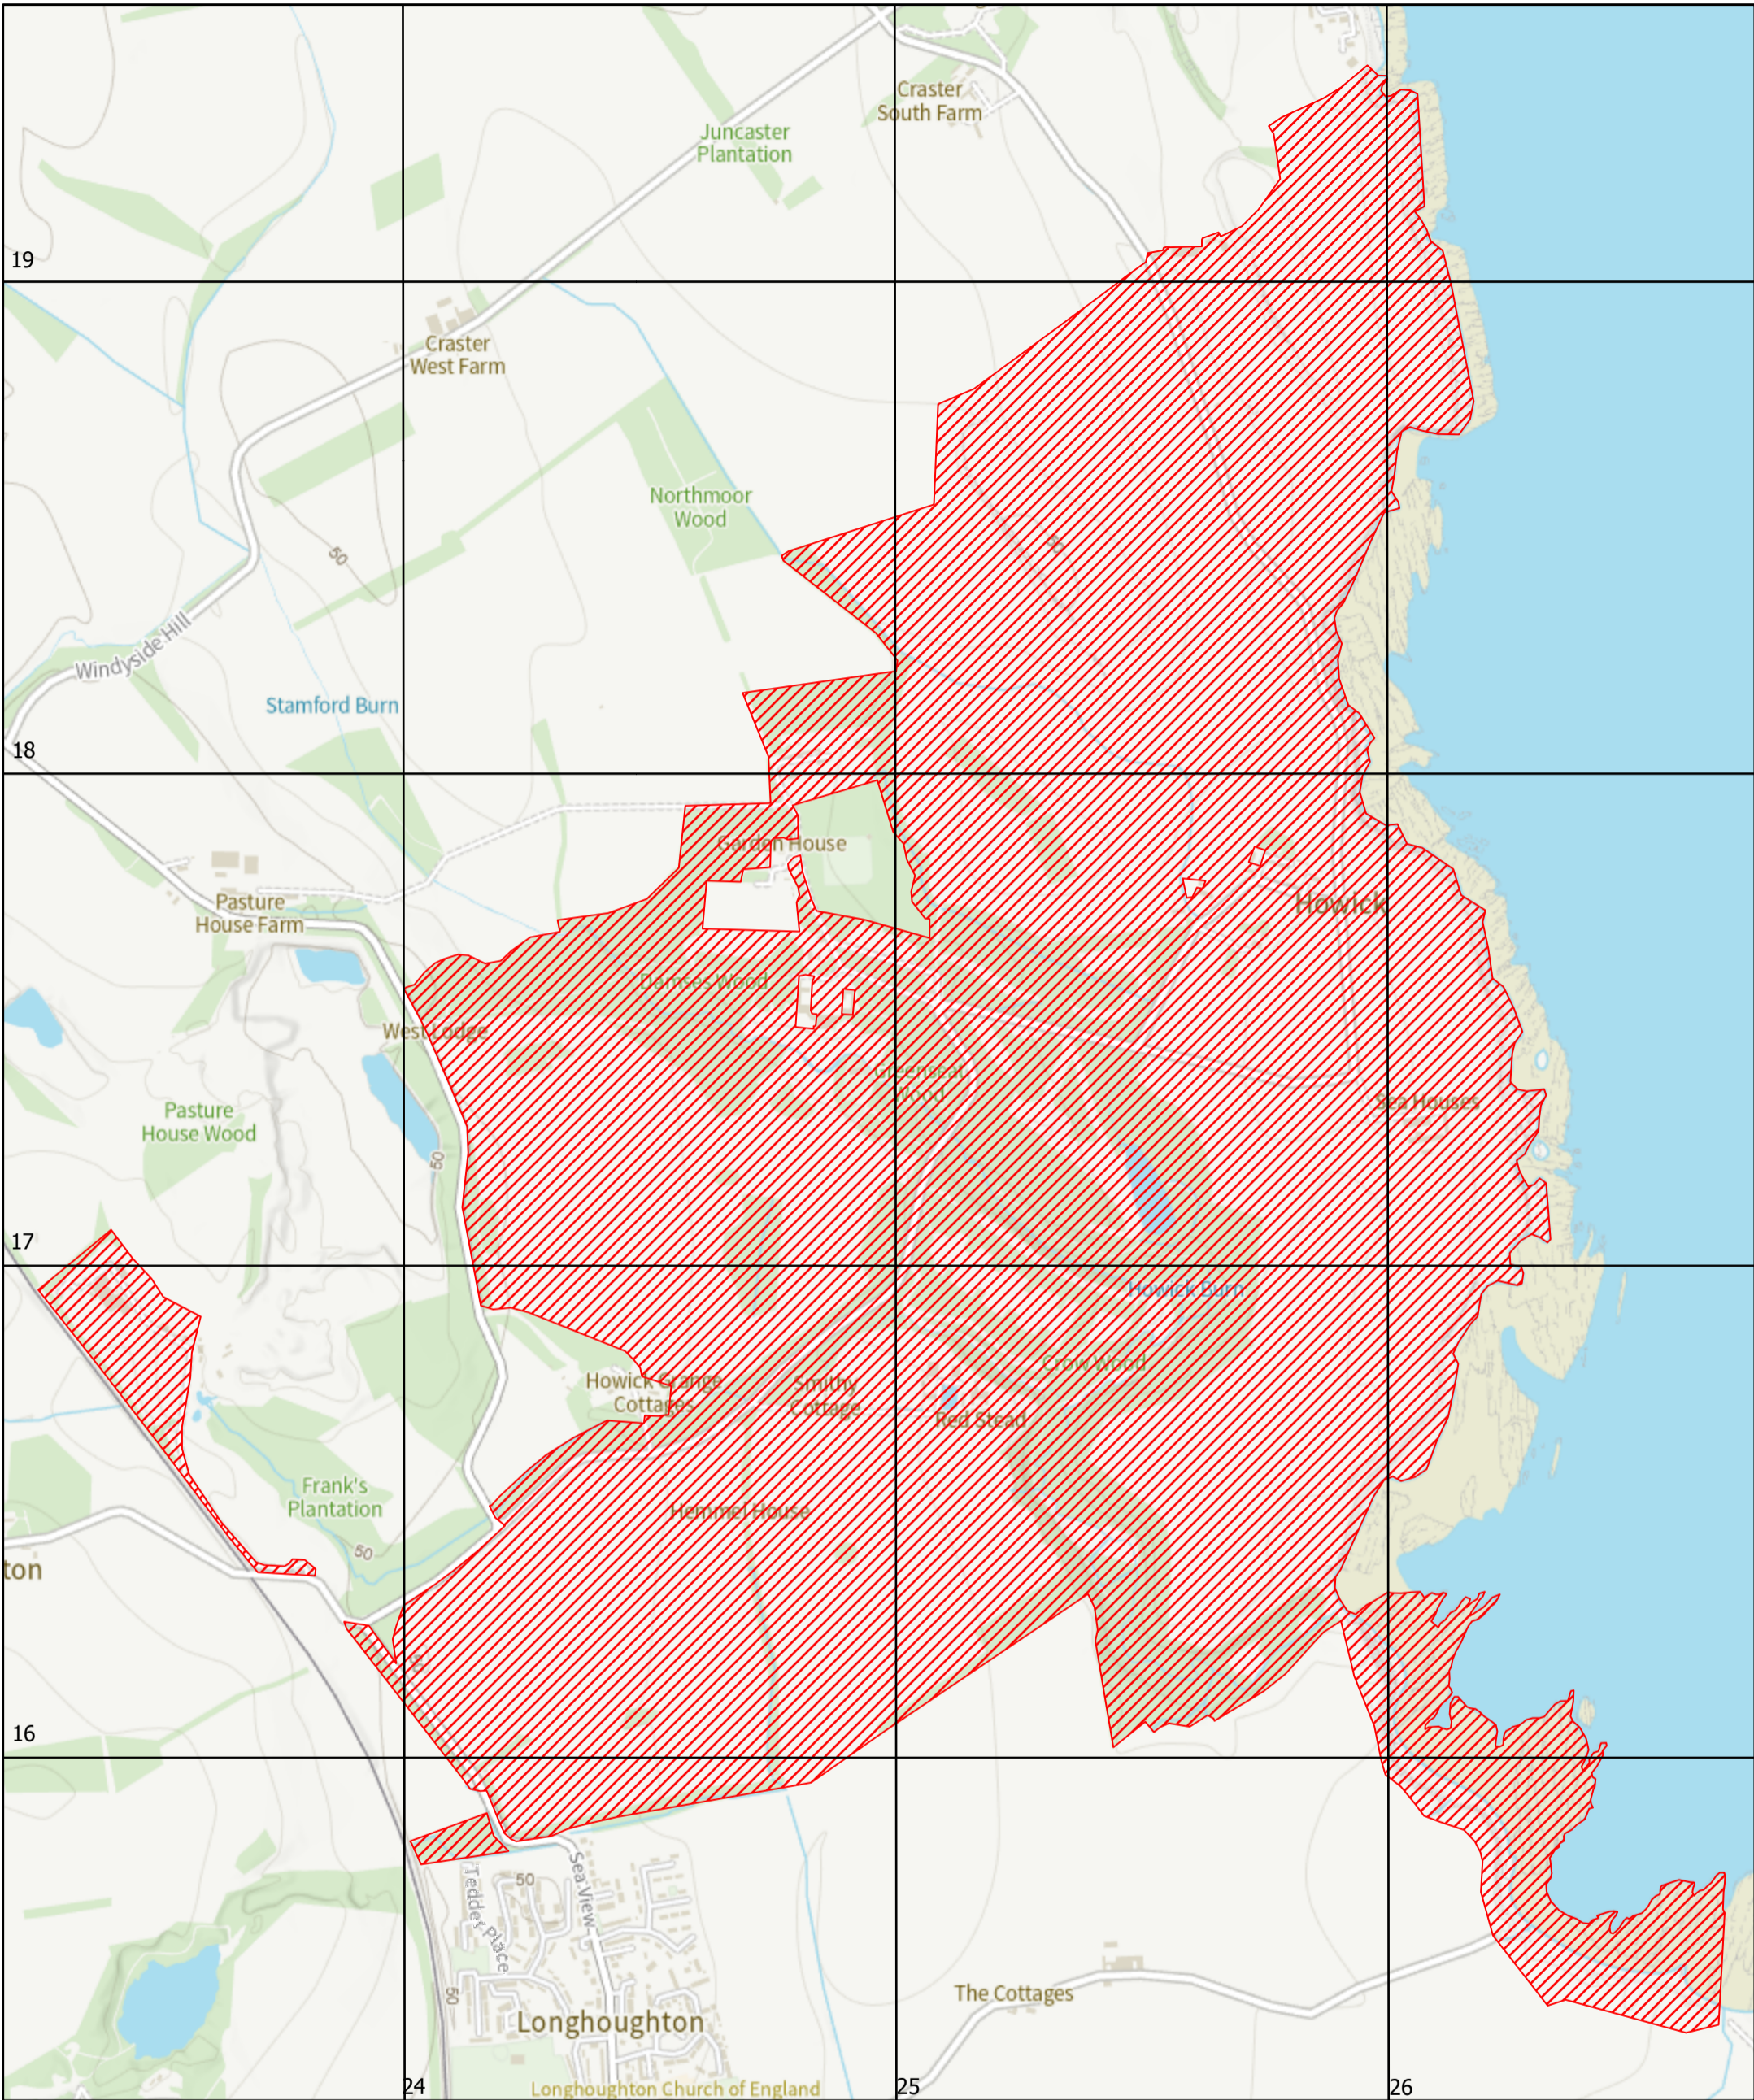 Craster
South Farm
Juncaster
Plantation
19
Craster
West Farm
Northmoor
Wood
50
50
Windyside Hill
Stamford Burn
18
Garden House
Pasture
House Farm
Howick
Damses Wood
West Lodge
Greenseat
Wood
Sea Houses
Pasture
House Wood
50
17
Howick Burn
Crow Wood
Howick Grange
Cottages
Smithy
Cottage
Red Stead
Frank's
Plantation
Hemmel House
50
ton
50
16
Sea View
Tedder Place
50
50
The Cottages
Longhoughton
24
25
26
Longhoughton Church of England